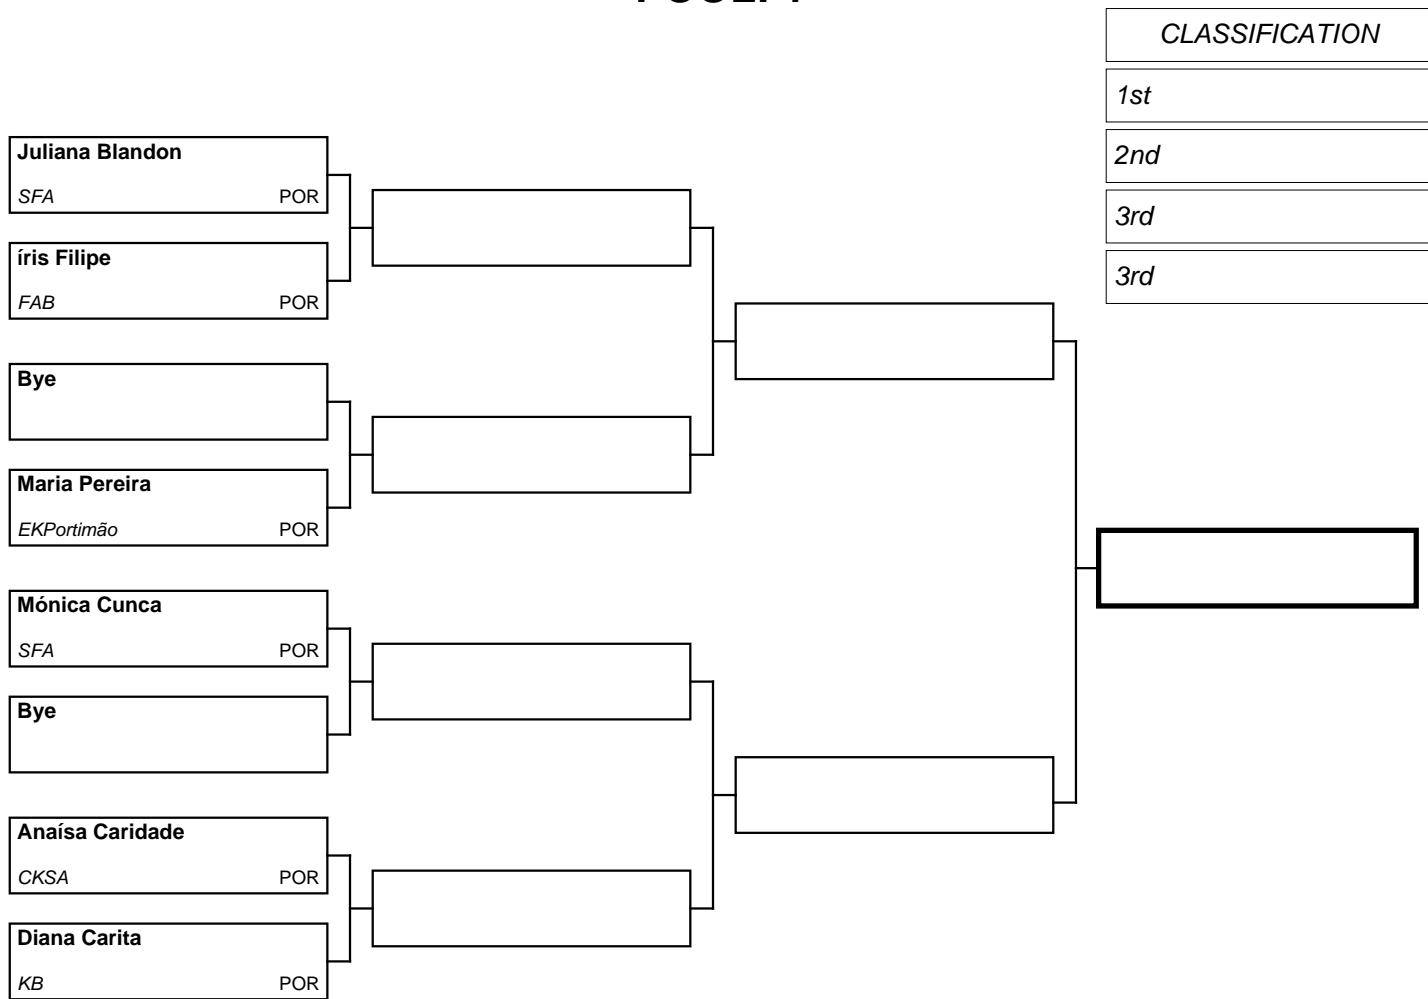 CLASSIFICATION
1st
2nd
3rd
3rd
Juliana Blandon
SFA POR
íris Filipe
FAB POR
Bye
Maria Pereira
EKPortimão POR
Mónica Cunca
SFA POR
Bye
Anaísa Caridade
CKSA POR
Diana Carita
KB POR